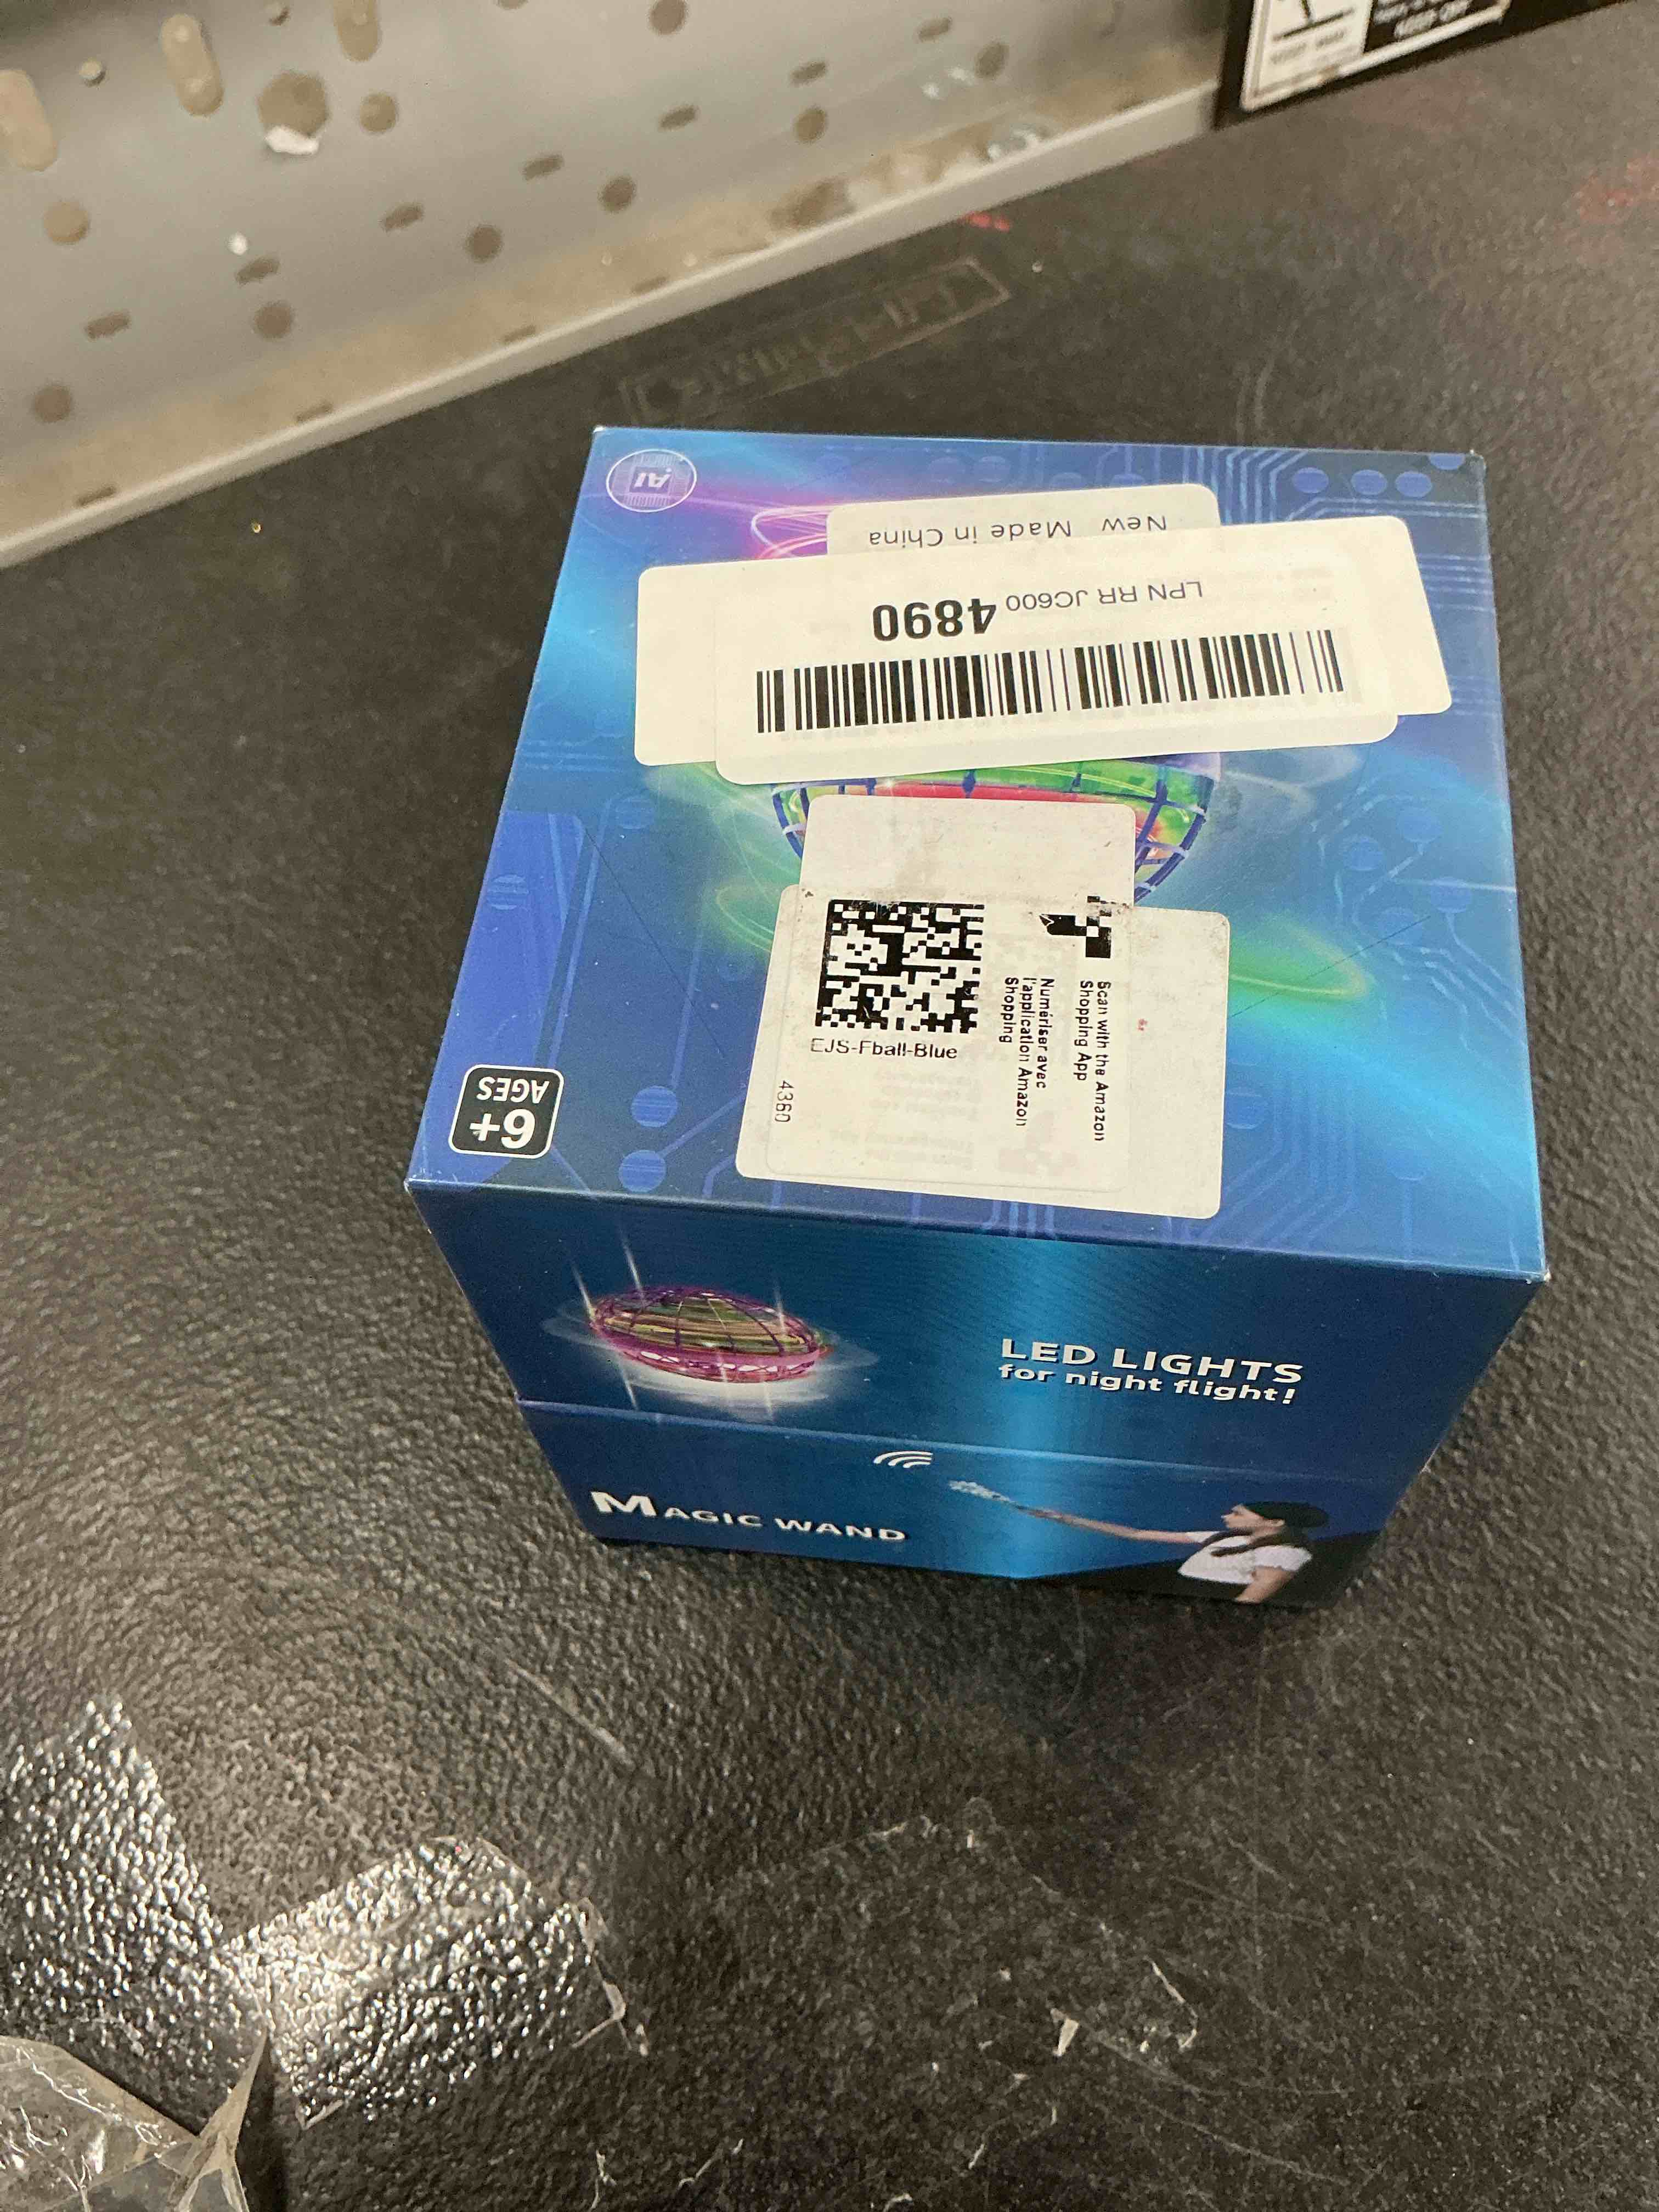 AI
New Made in China
LPN RR JC600 4890
Scan with the Amazon
Shopping App
Numériser avec
l'application Amazon
Shopping
EJS-Fball-Blue
4360
6+
AGES
LED LIGHTS
for night flight!
MAGIC WAND